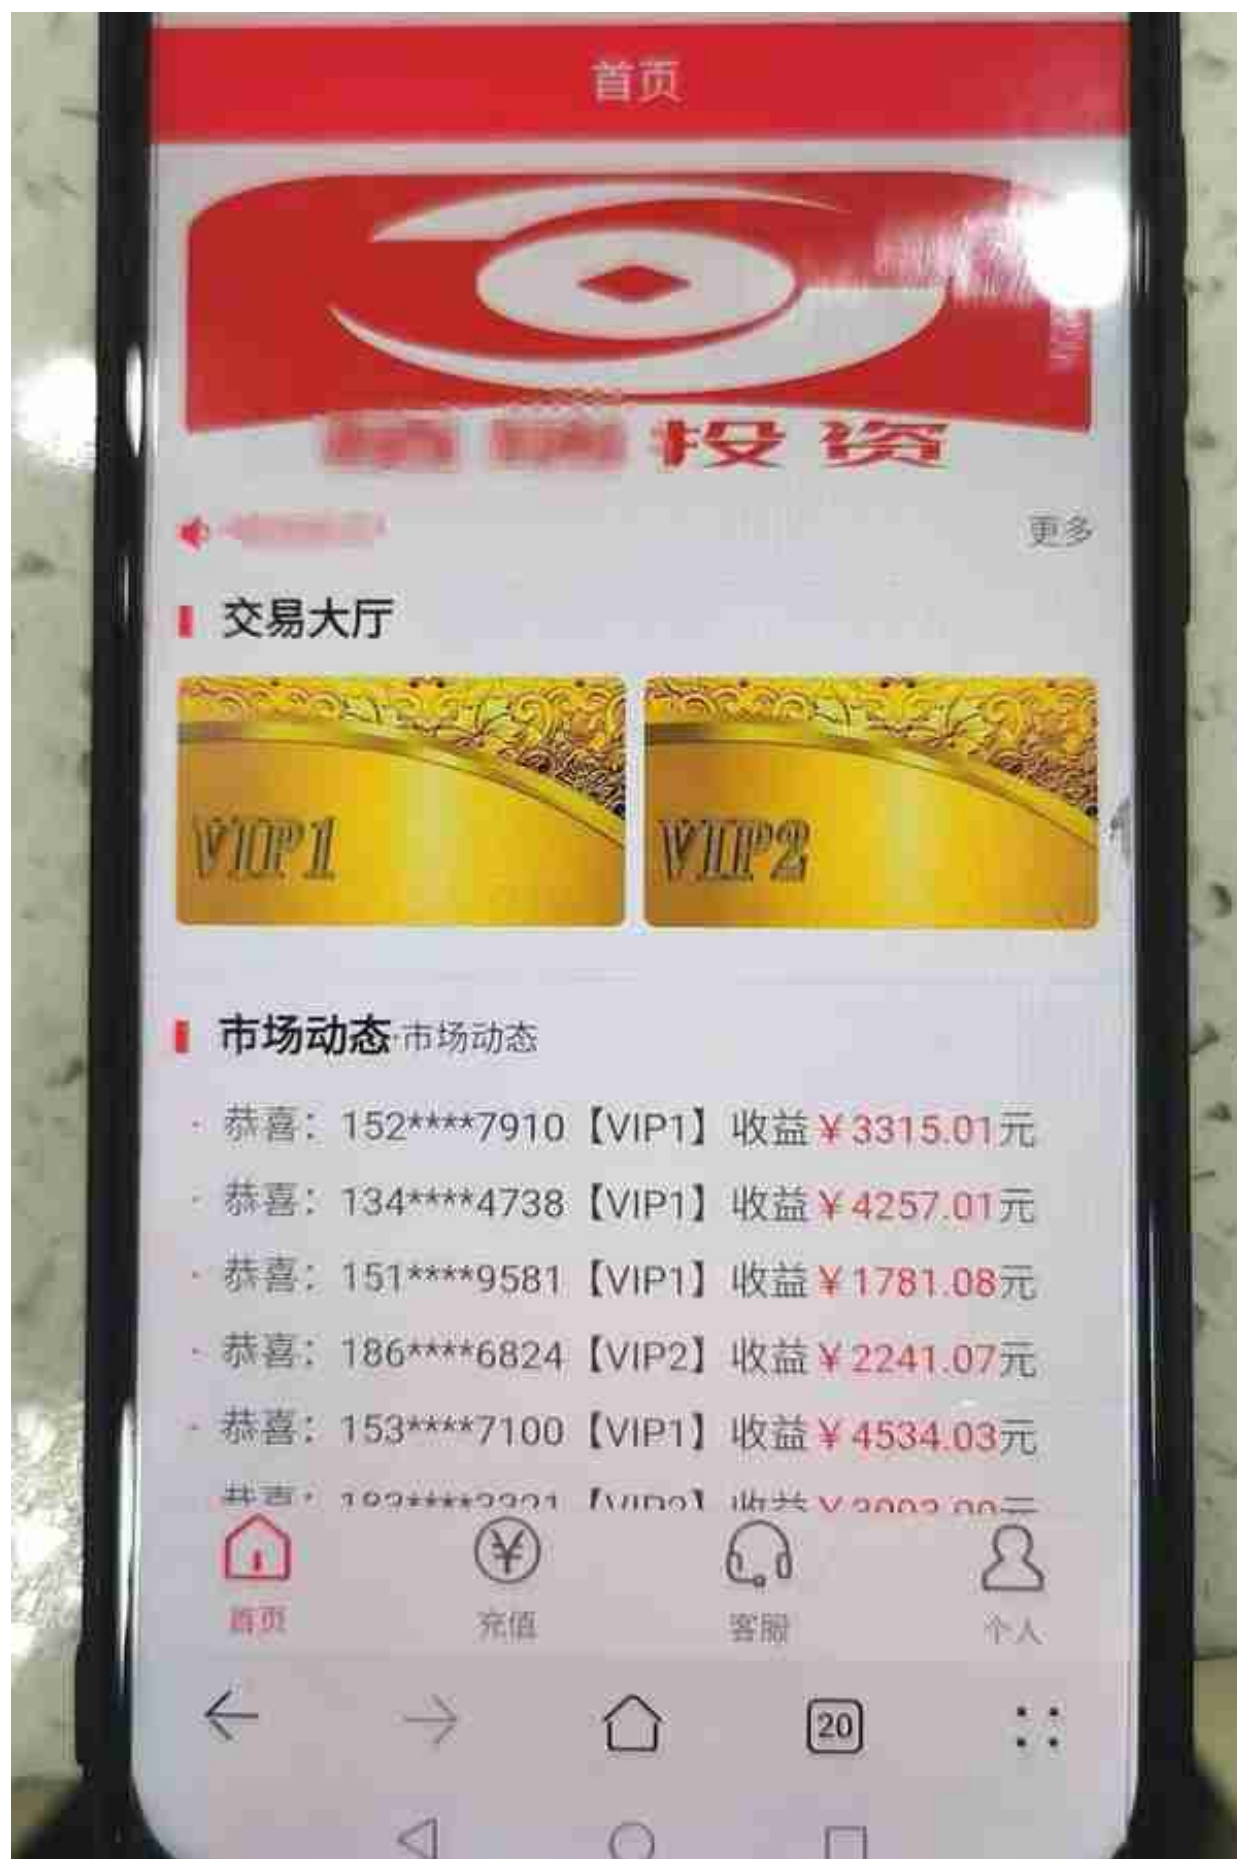 首页
投资
更多
交易大厅
VIP1 VIP2
市场动态·市场动态
· 恭喜：152****7910【VIP1】收益￥3315.01元
· 恭喜：134****4738【VIP1】收益￥4257.01元
· 恭喜：151****9581【VIP1】收益￥1781.08元
· 恭喜：186****6824【VIP2】收益￥2241.07元
· 恭喜：153****7100【VIP1】收益￥4534.03元
首页 充值 客服 个人
20